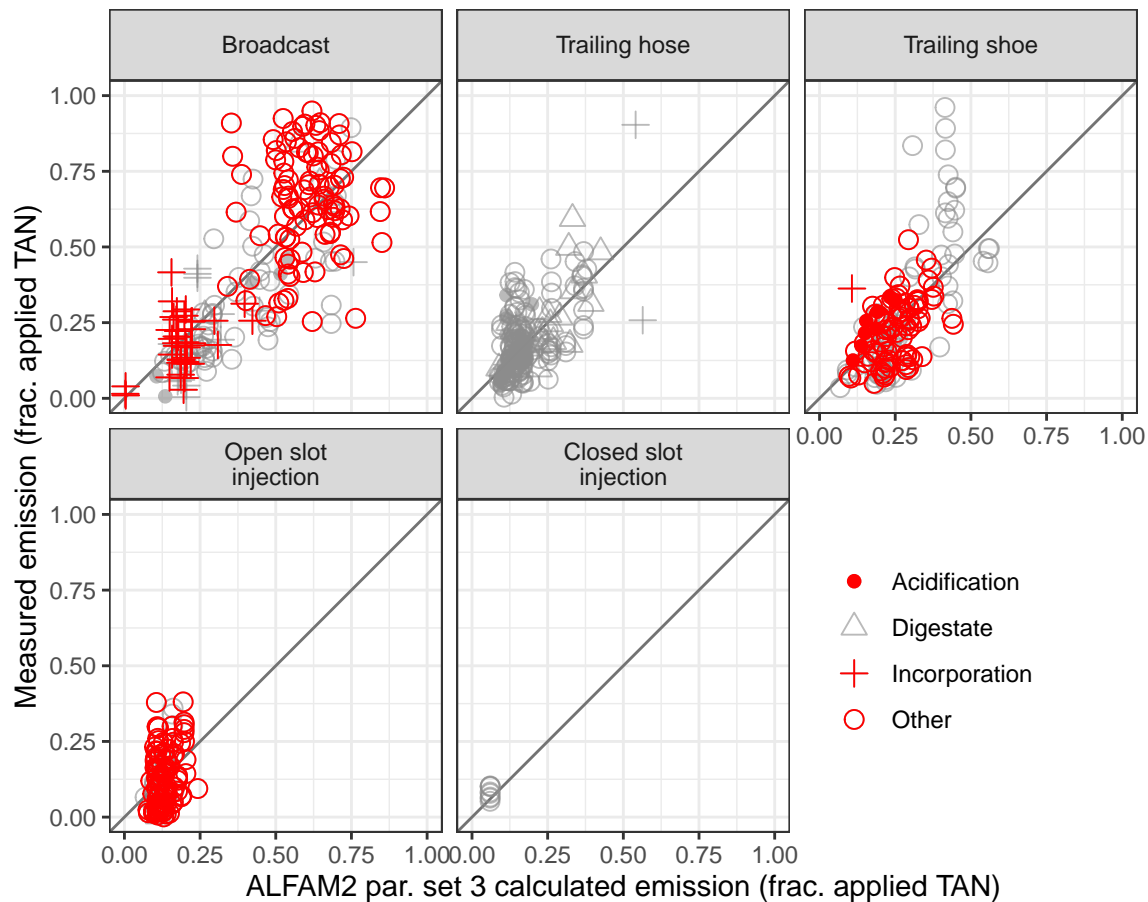 Broadcast
Trailing hose
Trailing shoe
1.00
0.75
0.50
0.25
0.00
0.00 0.25 0.50 0.75 1.00
Open slot
injection
Closed slot
injection
1.00
0.75
0.50
0.25
0.00
0.00 0.25 0.50 0.75 1.00
0.00 0.25 0.50 0.75 1.00
Measured emission (frac. applied TAN)
ALFAM2 par. set 3 calculated emission (frac. applied TAN)
Acidification
Digestate
Incorporation
Other